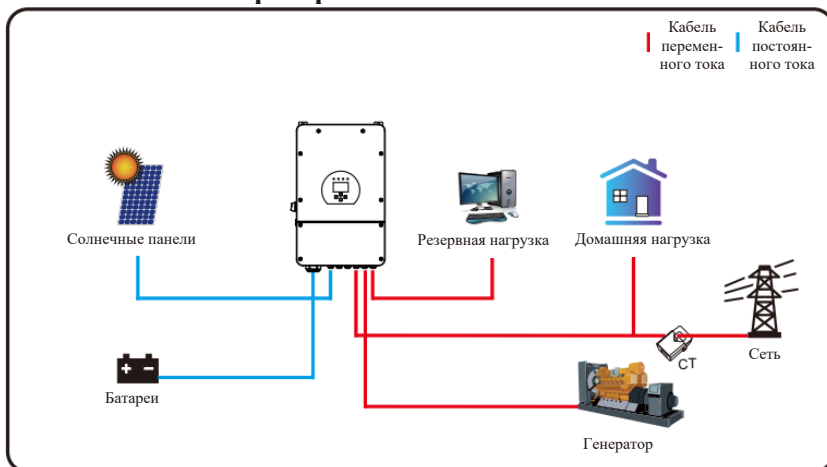 Кабель
перемен-
ного тока
Кабель
постоян-
ного тока
Солнечные панели
Резервная нагрузка
Домашняя нагрузка
CT
Сеть
Батареи
Генератор